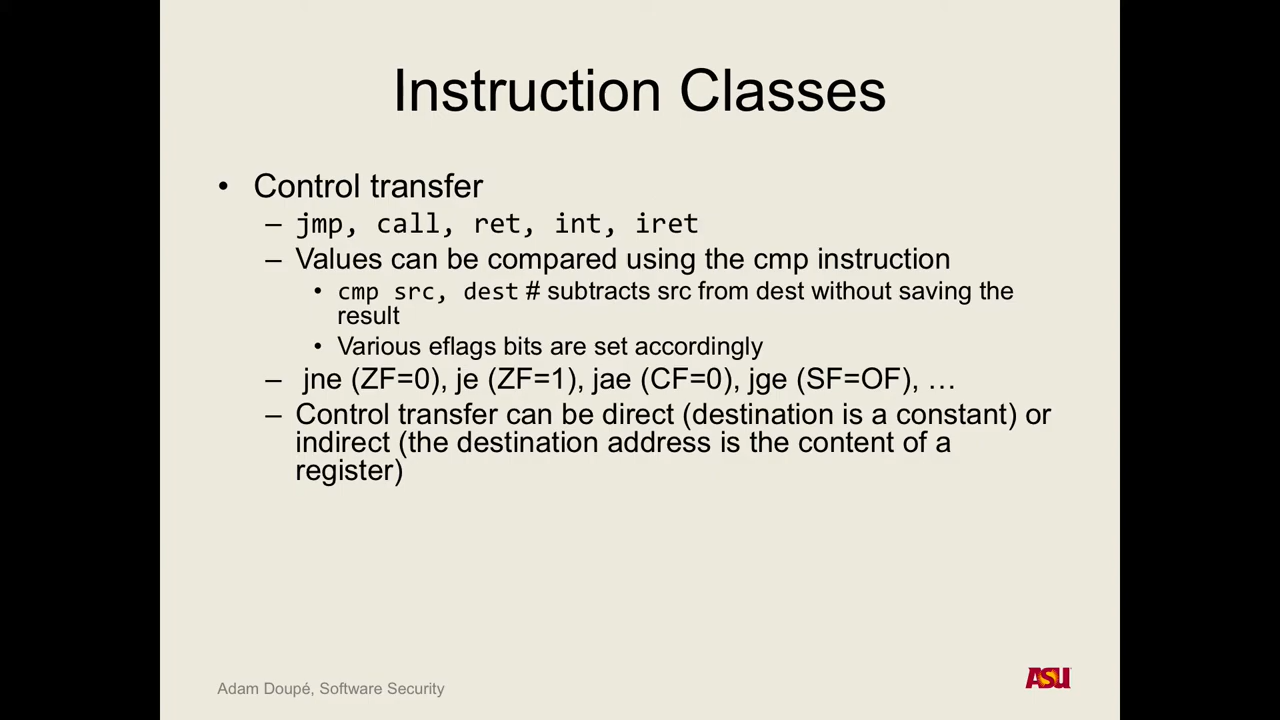 Instruction Classes
• Control transfer
– jmp, call, ret, int, iret
– Values can be compared using the cmp instruction
• cmp src, dest # subtracts src from dest without saving the
result
• Various eflags bits are set accordingly
– jne (ZF=0), je (ZF=1), jae (CF=0), jge (SF=OF), …
– Control transfer can be direct (destination is a constant) or
indirect (the destination address is the content of a
register)
Adam Doupé, Software Security
ASU